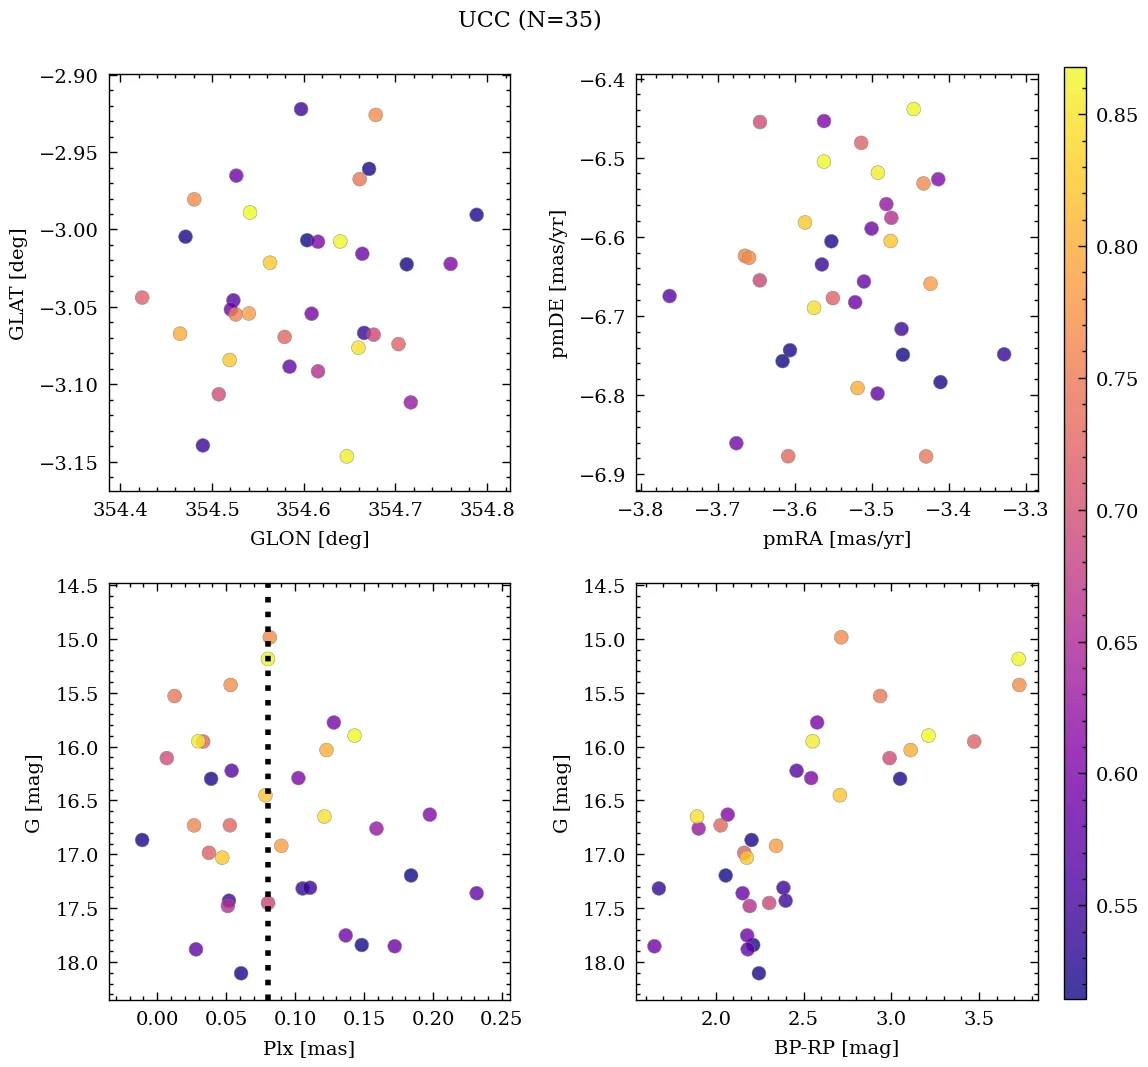 UCC (N=35)
−2.90
−2.95
−3.00
−3.05
−3.10
−3.15
GLAT [deg]
354.4 354.5 354.6 354.7 354.8
GLON [deg]
−6.4
−6.5
−6.6
−6.7
−6.8
−6.9
pmDE [mas/yr]
−3.8 −3.7 −3.6 −3.5 −3.4 −3.3
pmRA [mas/yr]
14.5
15.0
15.5
16.0
16.5
17.0
17.5
18.0
G [mag]
0.00 0.05 0.10 0.15 0.20 0.25
Plx [mas]
14.5
15.0
15.5
16.0
16.5
17.0
17.5
18.0
G [mag]
2.0 2.5 3.0 3.5
BP-RP [mag]
0.85
0.80
0.75
0.70
0.65
0.60
0.55